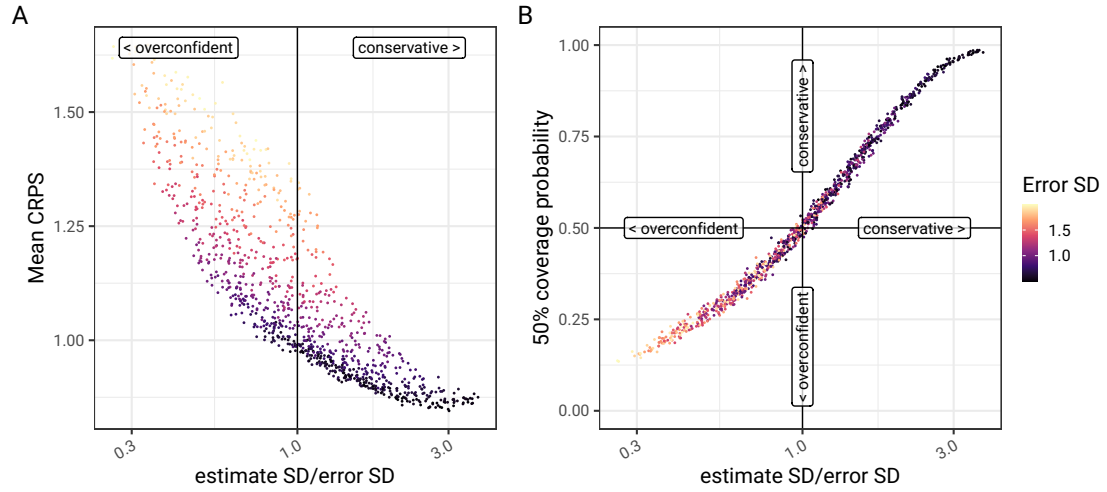 A
< overconfident
conservative >
1.50
1.25
1.00
Mean CRPS
0.3
1.0
3.0
estimate SD/error SD
B
1.00
0.75
0.50
0.25
0.00
50% coverage probability
conservative >
< overconfident
conservative >
< overconfident
0.3
1.0
3.0
estimate SD/error SD
Error SD
1.5
1.0